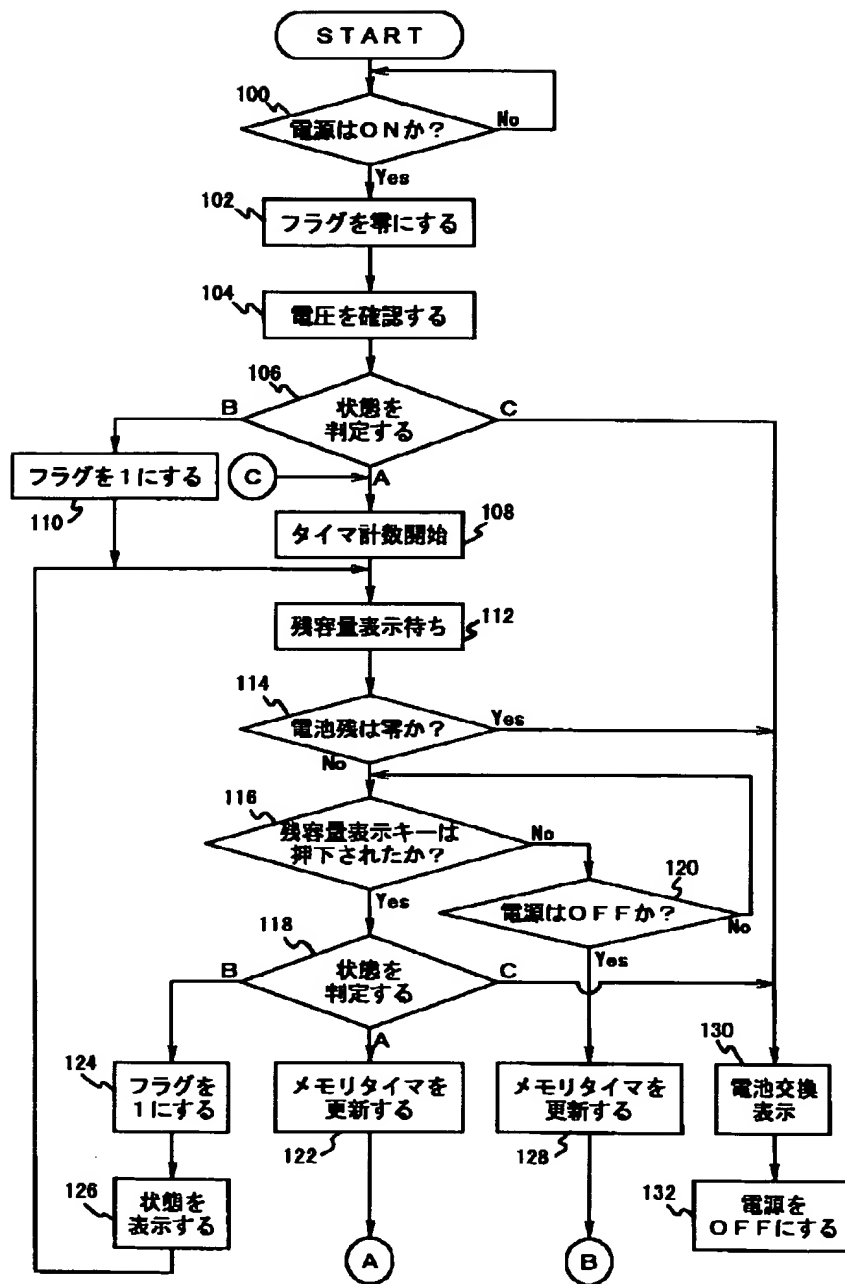 START
100
電源はONか?
No
Yes
102
フラグを零にする
104
電圧を確認する
106
B
状態を
判定する
C
フラグを1にする
110
C
A
タイマ計数開始
108
残容量表示待ち
112
114
電池残は零か?
Yes
No
116
残容量表示キーは
押下されたか?
No
120
Yes
電源はOFFか?
No
118
B
状態を
判定する
C
Yes
A
124
フラグを
1にする
メモリタイマを
更新する
122
メモリタイマを
更新する
128
130
電池交換
表示
126
状態を
表示する
132
電源を
OFFにする
A
B